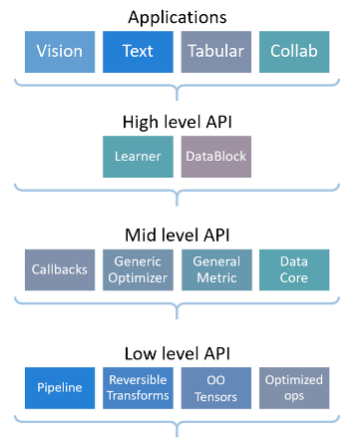 Applications
Vision Text Tabular Collab
High level API
Learner DataBlock
Mid level API
Callbacks
Generic
Optimizer
General
Metric
Data
Core
Low level API
Pipeline
Reversible
Transforms
OO
Tensors
Optimized
ops